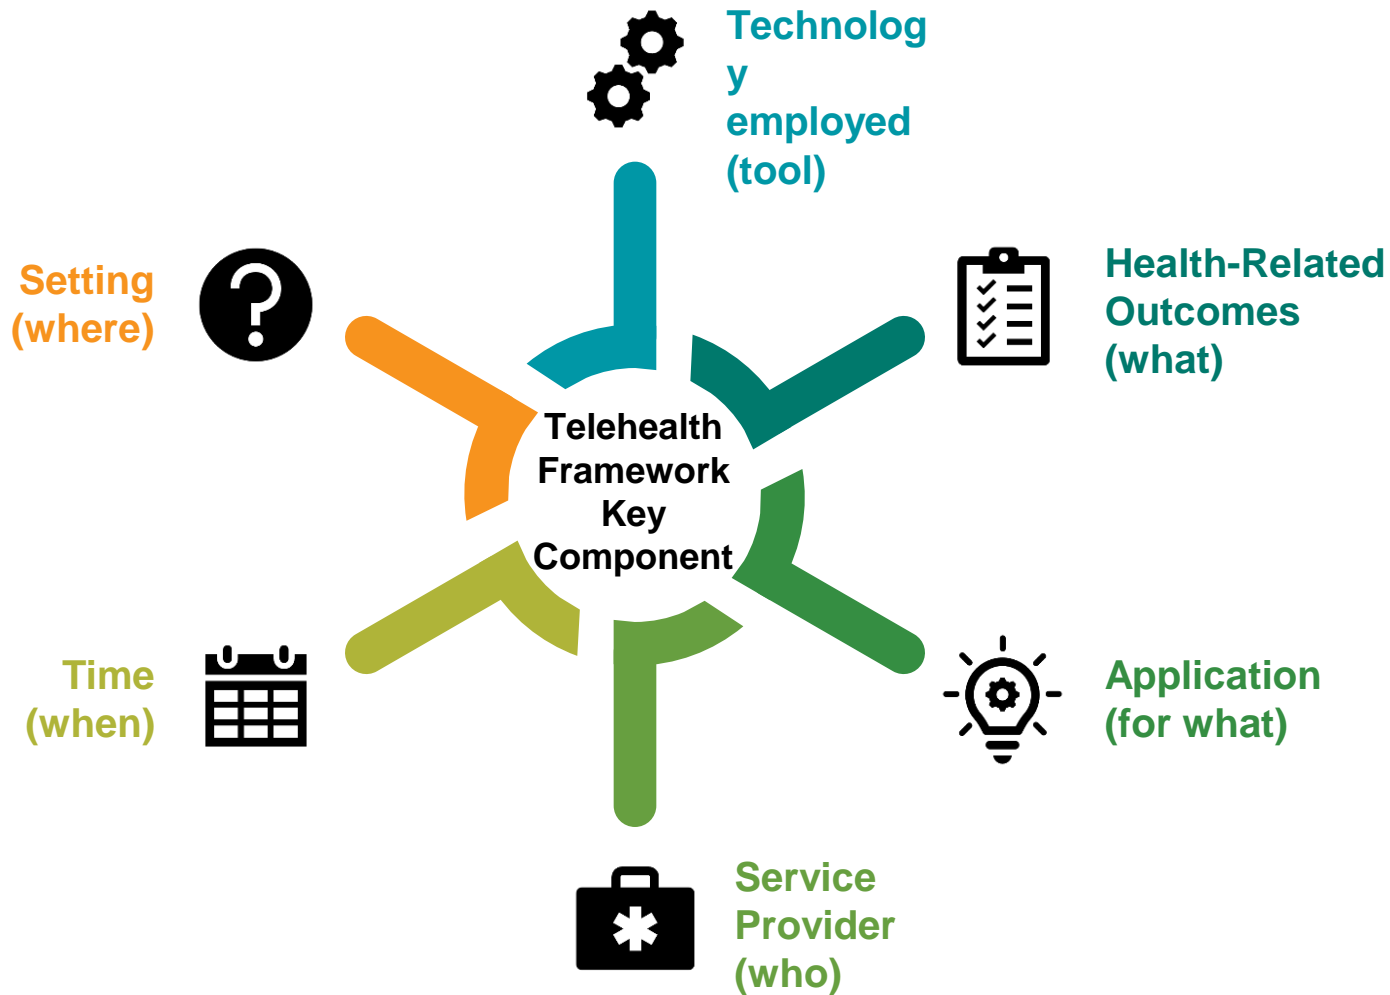 Technolog
y
employed
(tool)
Health-Related
Outcomes
(what)
Setting
(where)
Telehealth
Framework
Key
Component
Application
(for what)
Time
(when)
Service
Provider
(who)